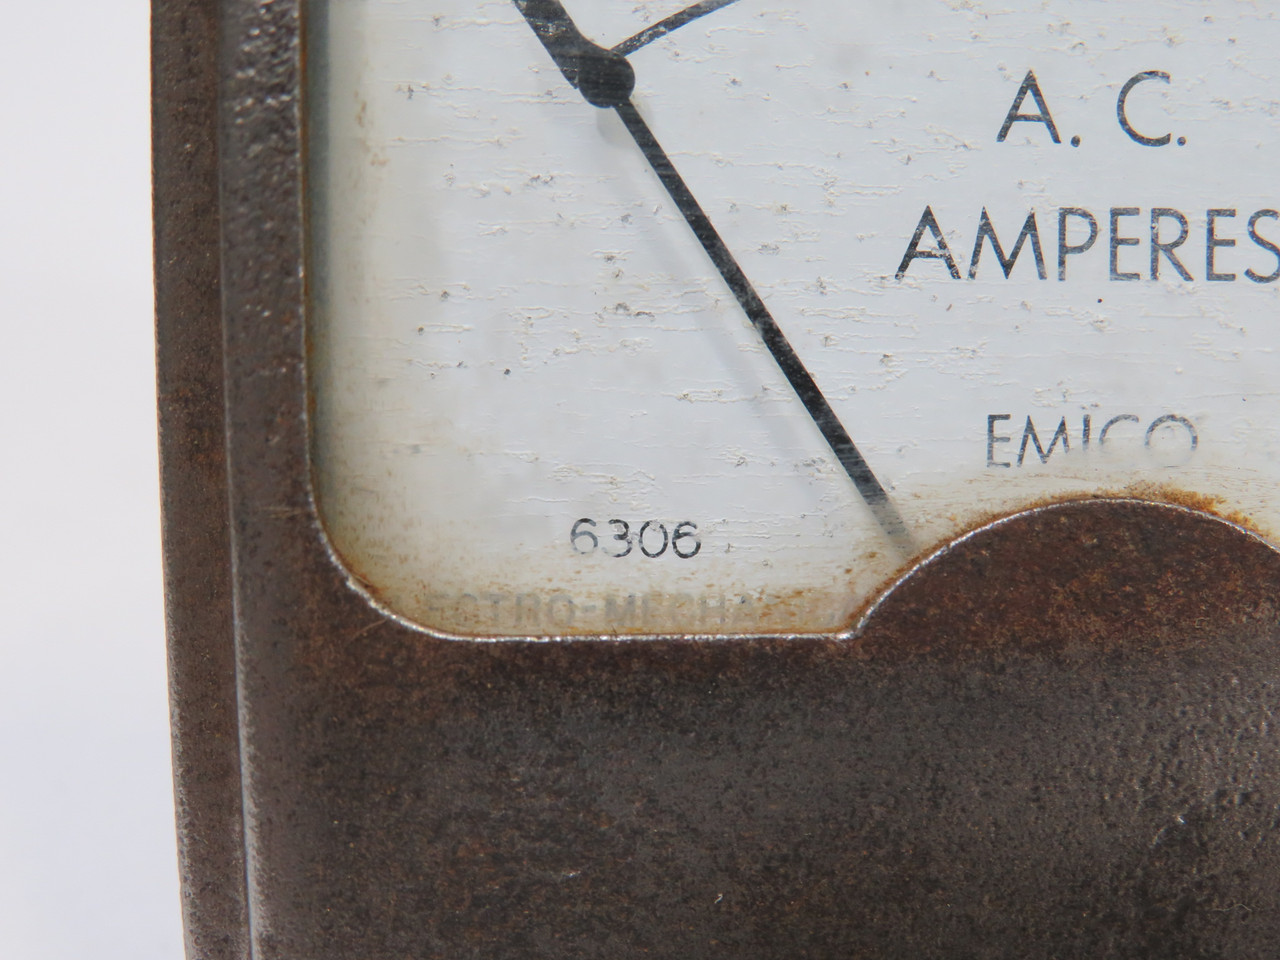 A. C.
AMPERES
EMICO
6306